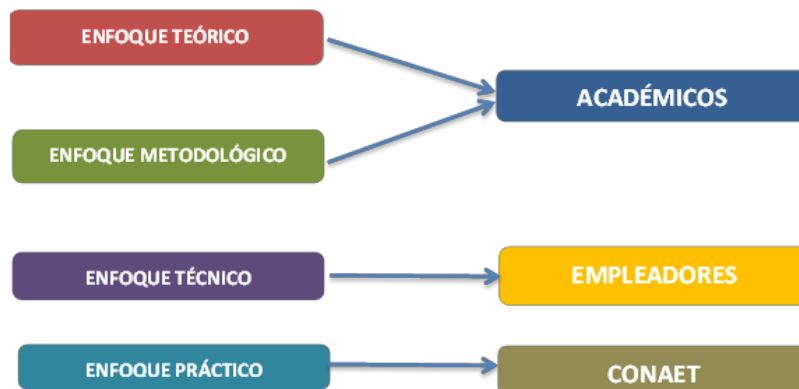 ENFOQUE TEÓRICO
ACADÉMICOS
ENFOQUE METODOLÓGICO
ENFOQUE TÉCNICO
EMPLEADORES
ENFOQUE PRÁCTICO
CONAET